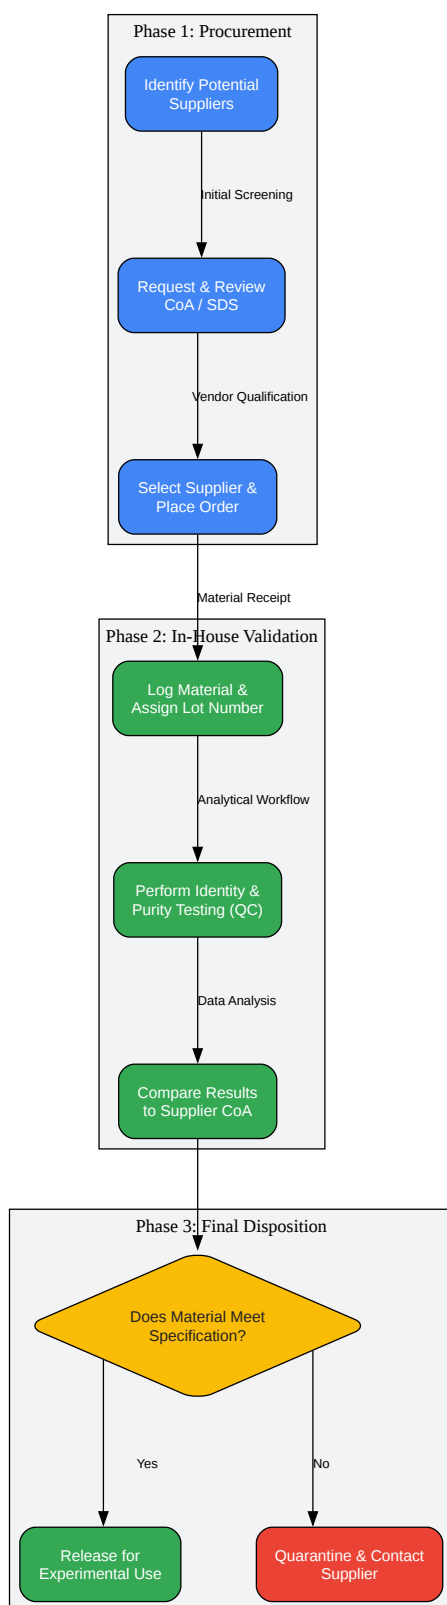 Phase 1: Procurement
Identify Potential
Suppliers
Initial Screening
Request & Review
CoA / SDS
Vendor Qualification
Select Supplier &
Place Order
Material Receipt
Phase 2: In-House Validation
Log Material &
Assign Lot Number
Analytical Workflow
Perform Identity &
Purity Testing (QC)
Data Analysis
Compare Results
to Supplier CoA
Phase 3: Final Disposition
Does Material Meet
Specification?
Yes
No
Release for
Experimental Use
Quarantine & Contact
Supplier